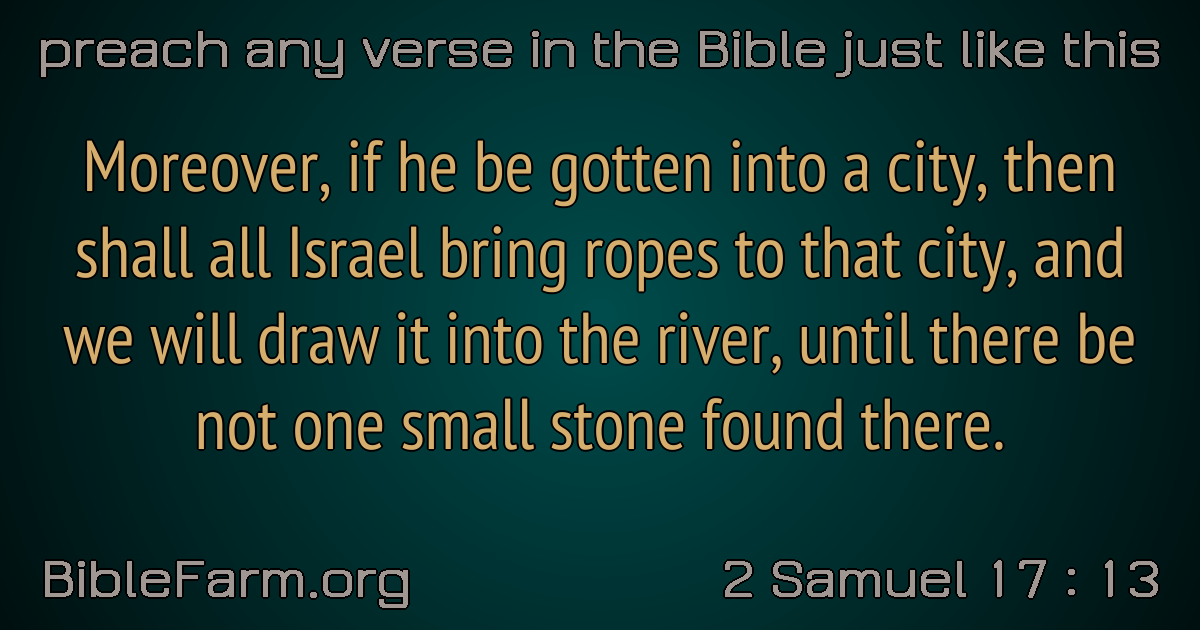 preach any verse in the Bible just like this
Moreover, if he be gotten into a city, then
shall all Israel bring ropes to that city, and
we will draw it into the river, until there be
not one small stone found there.
BibleFarm.org
2 Samuel 17 : 13